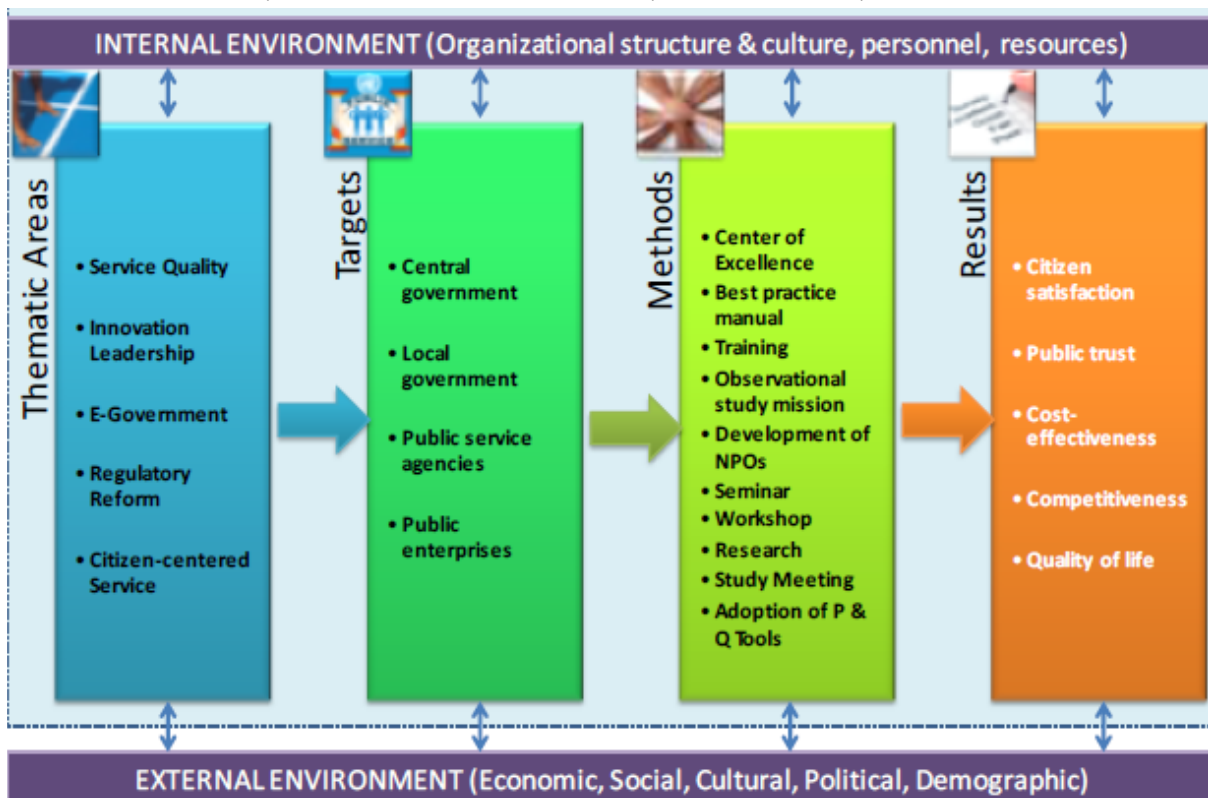 INTERNAL ENVIRONMENT (Organizational structure & culture, personnel, resources)
Thematic Areas
• Service Quality
• Innovation
Leadership
• E-Government
• Regulatory
Reform
• Citizen-centered
Service
Targets
• Central
government
• Local
government
• Public service
agencies
• Public
enterprises
Methods
• Center of
Excellence
• Best practice
manual
• Training
• Observational
study mission
• Development of
NPOs
• Seminar
• Workshop
• Research
• Study Meeting
• Adoption of P &
Q Tools
Results
• Citizen
satisfaction
• Public trust
• Cost-
effectiveness
• Competitiveness
• Quality of life
EXTERNAL ENVIRONMENT (Economic, Social, Cultural, Political, Demographic)